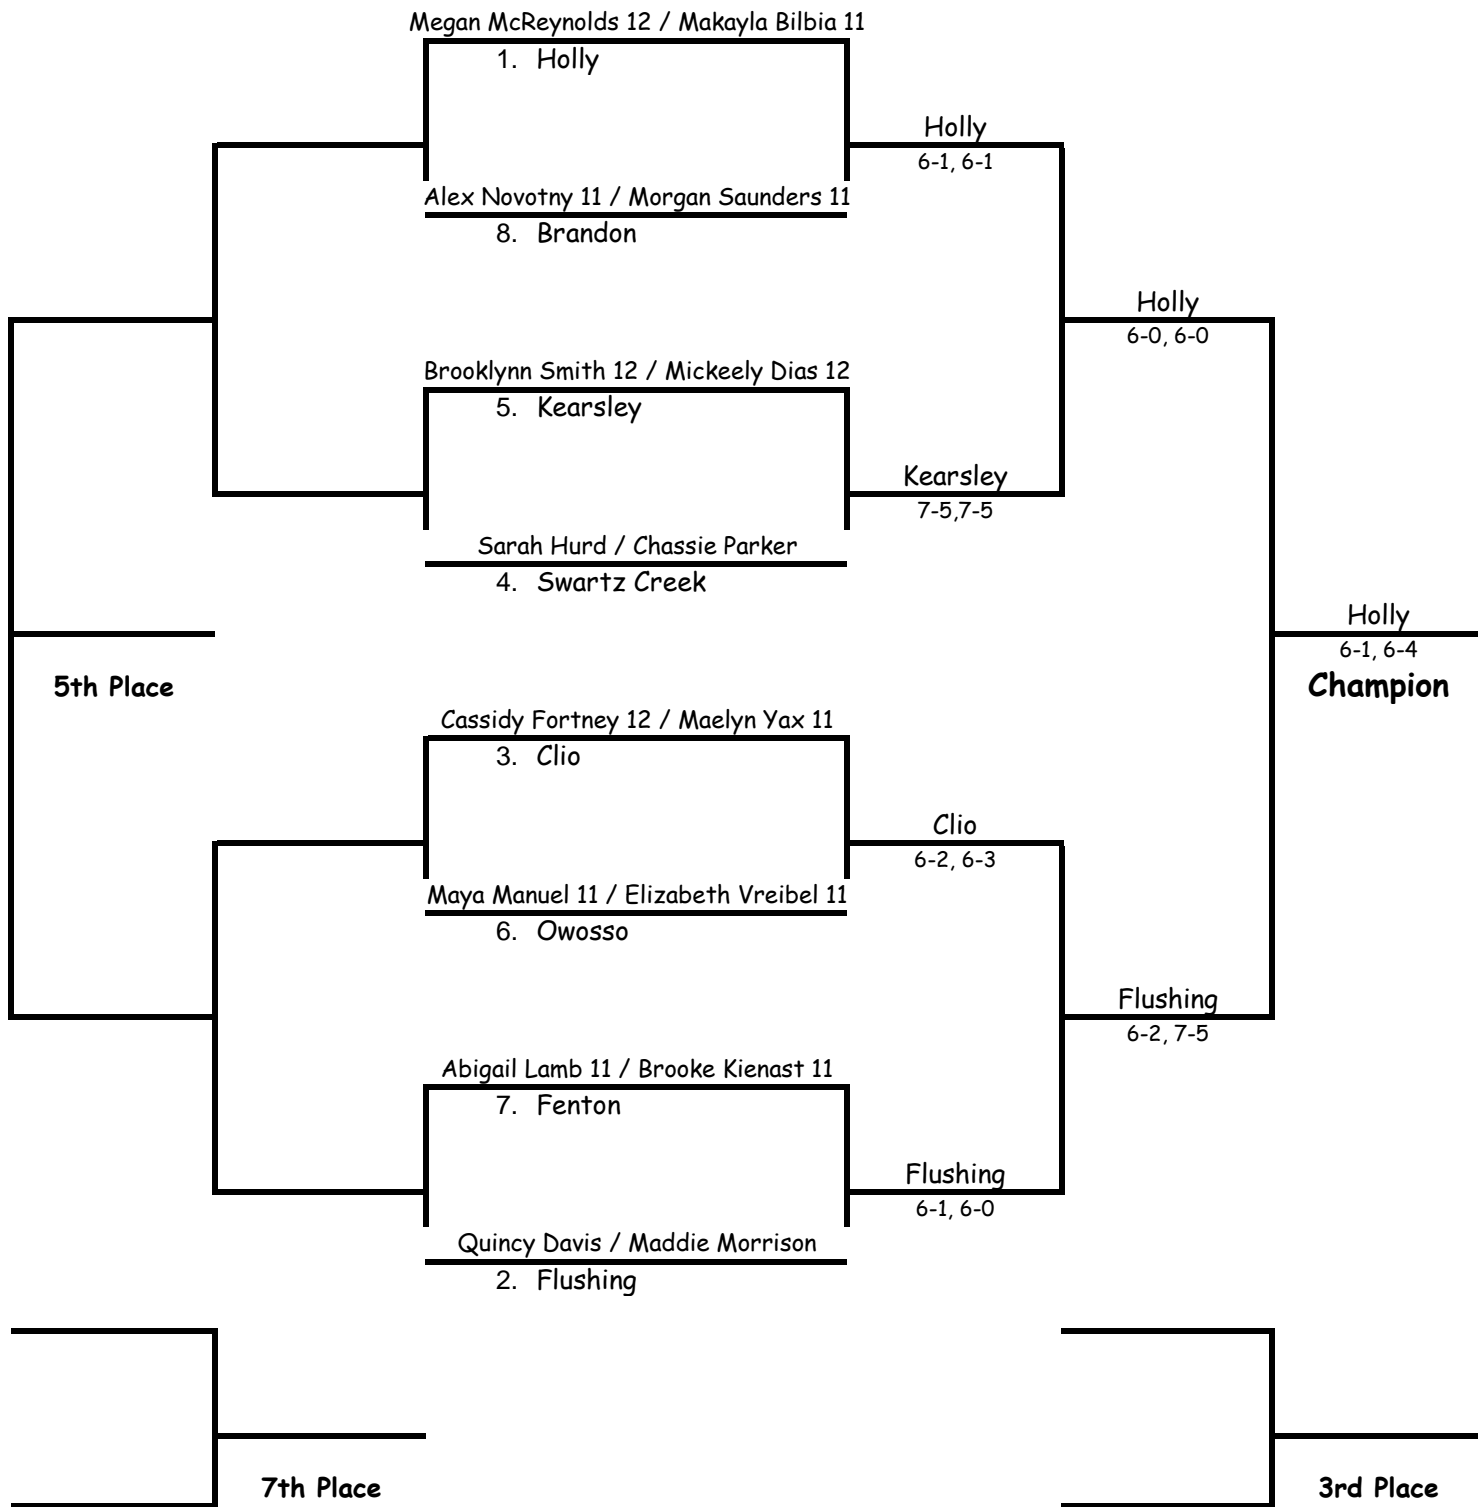 Megan McReynolds 12 / Makayla Bilbia 11
1. Holly
Holly
6-1, 6-1
Alex Novotny 11 / Morgan Saunders 11
8. Brandon
Holly
6-0, 6-0
Brooklynn Smith 12 / Mickeely Dias 12
5. Kearsley
Kearsley
7-5,7-5
Sarah Hurd / Chassie Parker
4. Swartz Creek
Holly
6-1, 6-4
5th Place
Champion
Cassidy Fortney 12 / Maelyn Yax 11
3. Clio
Clio
6-2, 6-3
Maya Manuel 11 / Elizabeth Vreibel 11
6. Owosso
Flushing
6-2, 7-5
Abigail Lamb 11 / Brooke Kienast 11
7. Fenton
Flushing
6-1, 6-0
Quincy Davis / Maddie Morrison
2. Flushing
7th Place
3rd Place